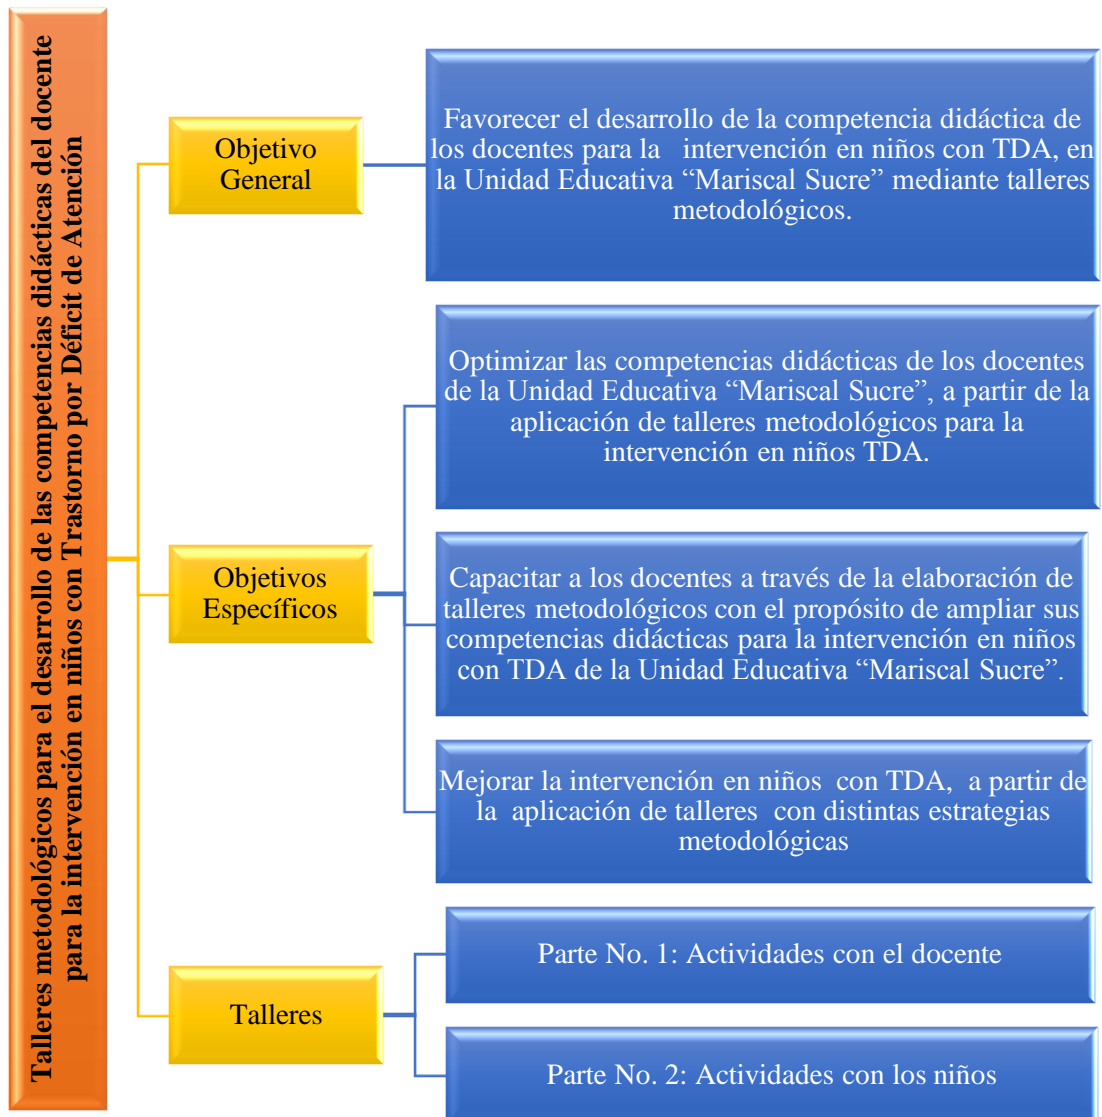 Talleres metodológicos para el desarrollo de las competencias didácticas del docente
para la intervención en niños con Trastorno por Déficit de Atención
Objetivo
General
Favorecer el desarrollo de la competencia didáctica de
los docentes para la intervención en niños con TDA, en
la Unidad Educativa “Mariscal Sucre” mediante talleres
metodológicos.
Objetivos
Específicos
Optimizar las competencias didácticas de los docentes
de la Unidad Educativa “Mariscal Sucre”, a partir de la
aplicación de talleres metodológicos para la
intervención en niños TDA.
Capacitar a los docentes a través de la elaboración de
talleres metodológicos con el propósito de ampliar sus
competencias didácticas para la intervención en niños
con TDA de la Unidad Educativa “Mariscal Sucre”.
Mejorar la intervención en niños con TDA, a partir de
la aplicación de talleres con distintas estrategias
metodológicas
Talleres
Parte No. 1: Actividades con el docente
Parte No. 2: Actividades con los niños